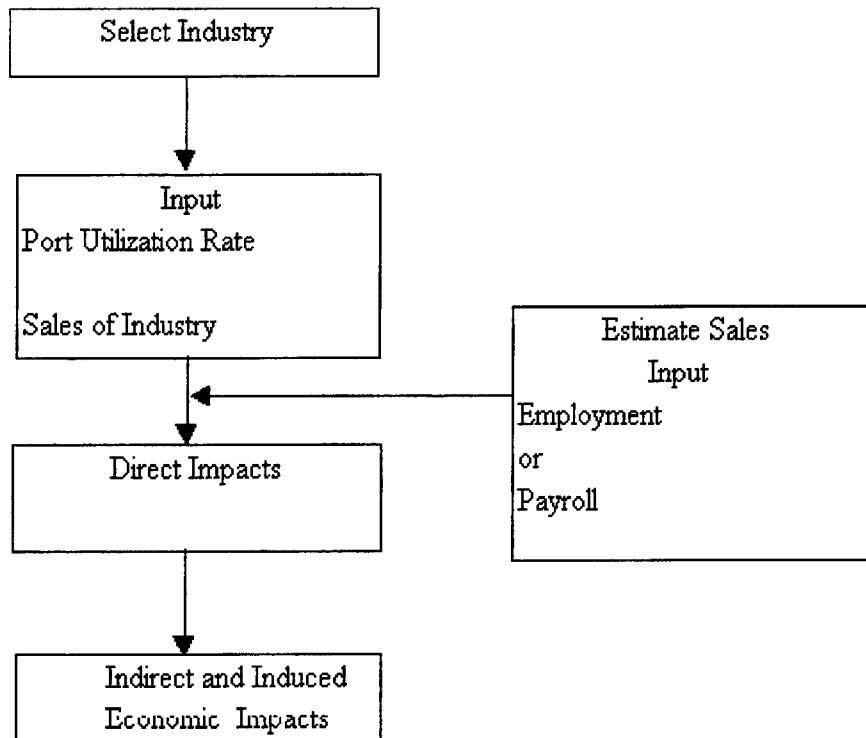 Select Industry
Input
Port Utilization Rate
Sales of Industry
Estimate Sales
Input
Employment
or
Payroll
Direct Impacts
Indirect and Induced
Economic Impacts